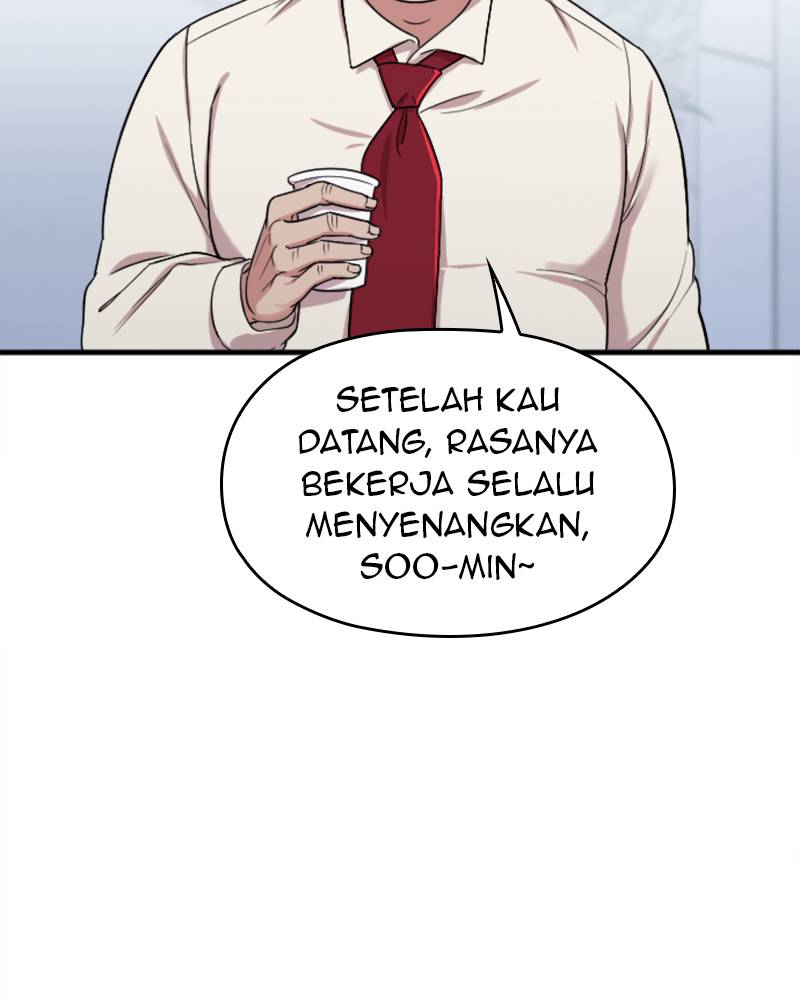 SETELAH KAU
DATANG, RASANYA
BEKERJA SELALU
MENYENANGKAN,
SOO-MIN~